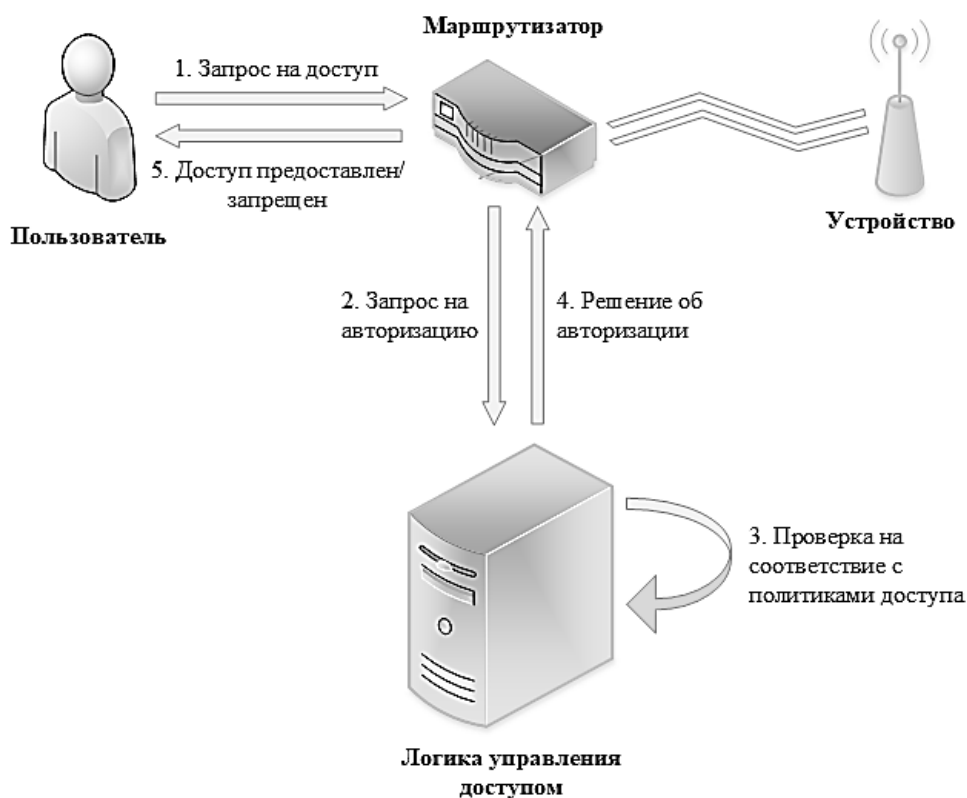 Маршрутизатор
1. Запрос на доступ
5. Доступ предоставлен/
запрещен
Пользователь
Устройство
2. Запрос на
авторизацию
4. Решение об
авторизации
3. Проверка на
соответствие с
политиками доступа
Логика управления
доступом